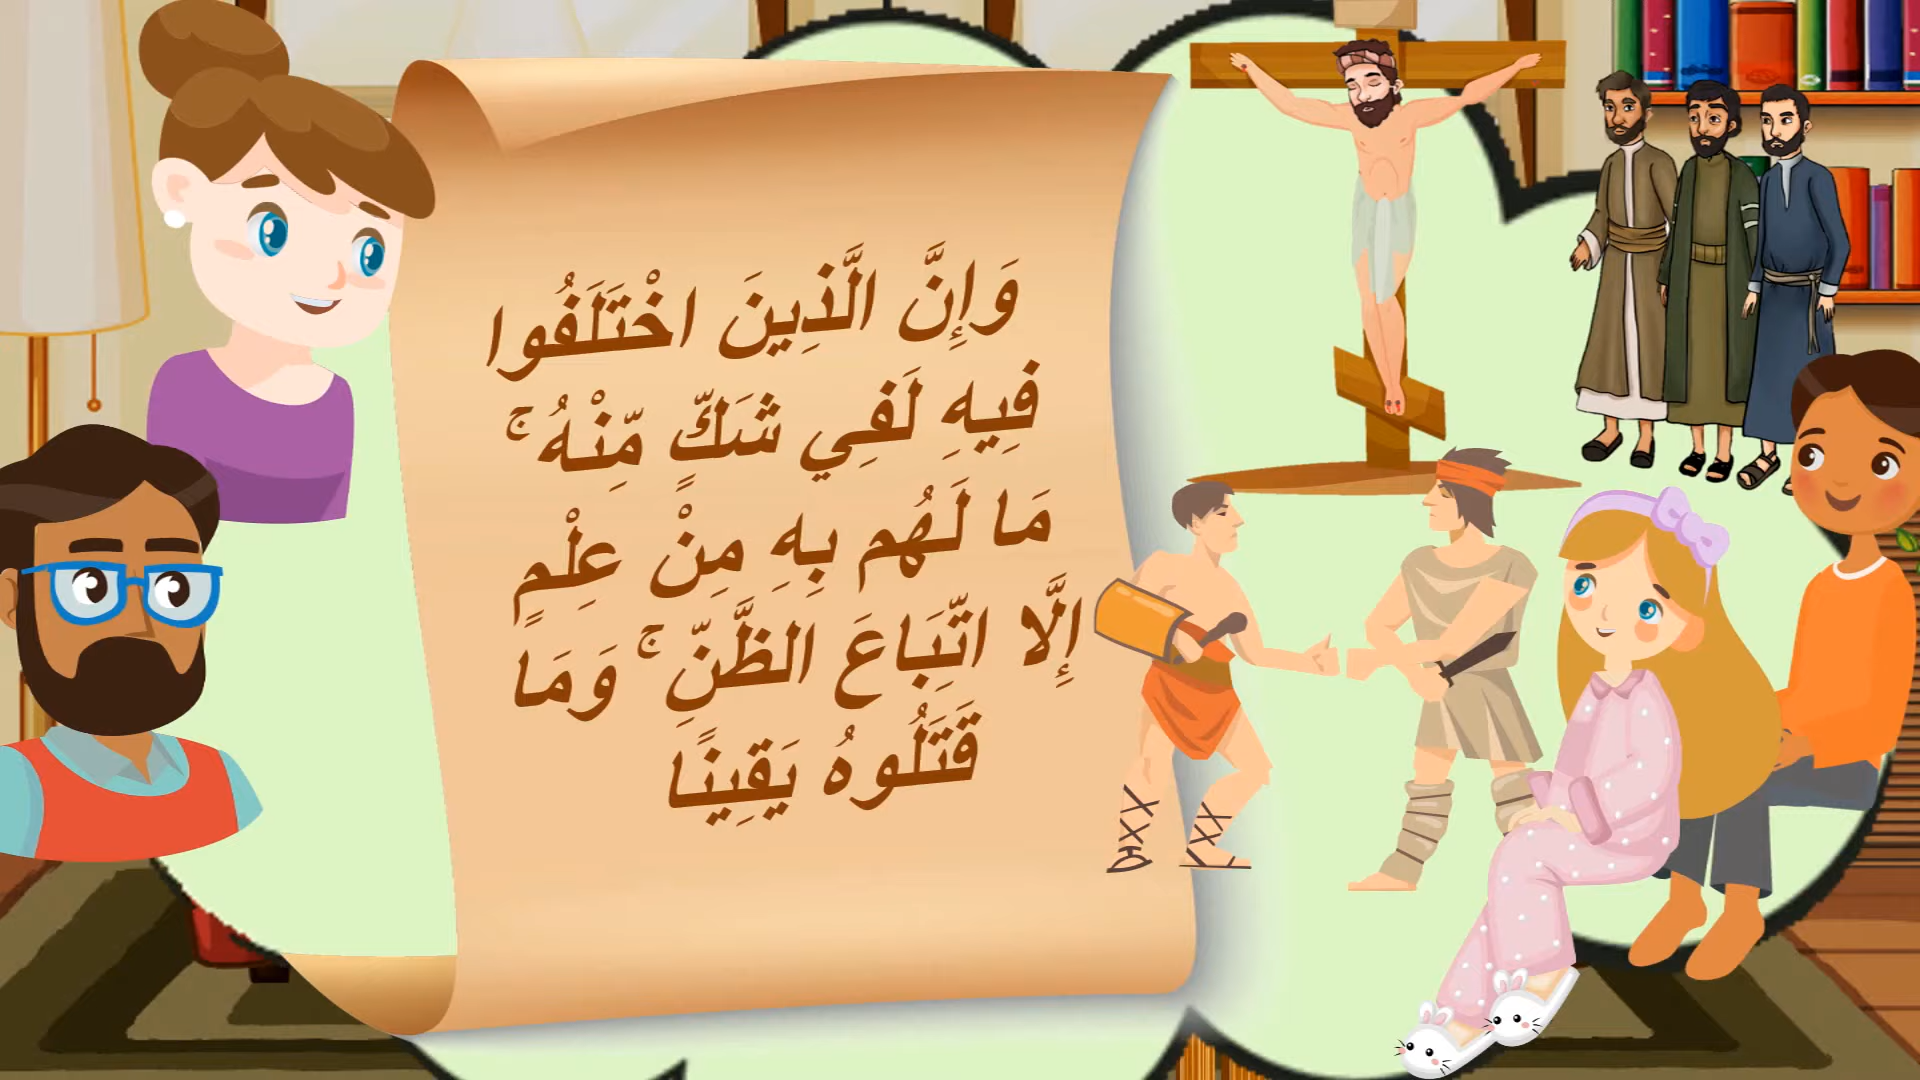 وَإِنَّ الَّذِينَ اخْتَلَفُوا
فِيهِ لَفِي شَكٍّ مِّنْهُ ۚ
مَا لَهُم بِهِ مِنْ عِلْمٍ
إِلَّا اتِّبَاعَ الظَّنِّ ۚ وَمَا
قَتَلُوهُ يَقِينًا